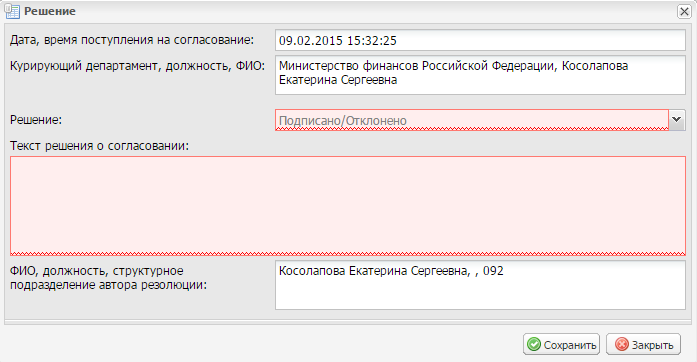 Решение
Дата, время поступления на согласование: 09.02.2015 15:32:25
Курирующий департамент, должность, ФИО: Министерство финансов Российской Федерации, Косолапова
Екатерина Сергеевна
Решение: Подписано/Отклонено
Текст решения о согласовании:
ФИО, должность, структурное
подразделение автора резолюции:
Косолапова Екатерина Сергеевна, , 092
Сохранить Закрыть